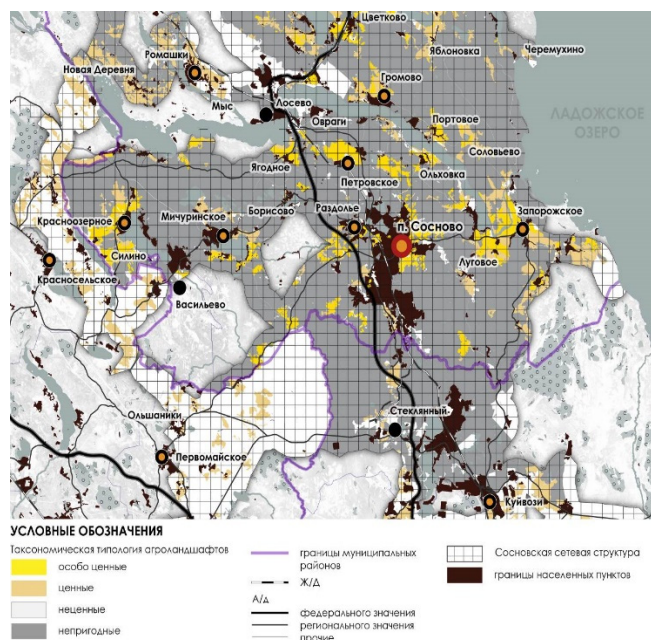 Цветково
Ромашки
Яблоновка
Черемухино
Новая Деревня
Громово
Мыс
Лосево
ЛАДОЖСКОЕ
ОЗЕРО
Овраги
Портовое
Соловьево
Ягодное
Петровское
Ольховка
Красноозерное
Мичуринское
Борисово
Раздолье
п. Сосново
Запорожское
Силино
Луговое
Красносельское
Васильево
Ольшаники
Стеклянный
Первомайское
Куйвози
УСЛОВНЫЕ ОБОЗНАЧЕНИЯ
Таксономическая типология агроландшафтов
особо ценные
ценные
неценные
непригодные
границы муниципальных
районов
Ж/Д
А/д
федерального значения
регионального значения
прочие
Сосновская сетевая структура
границы населенных пунктов